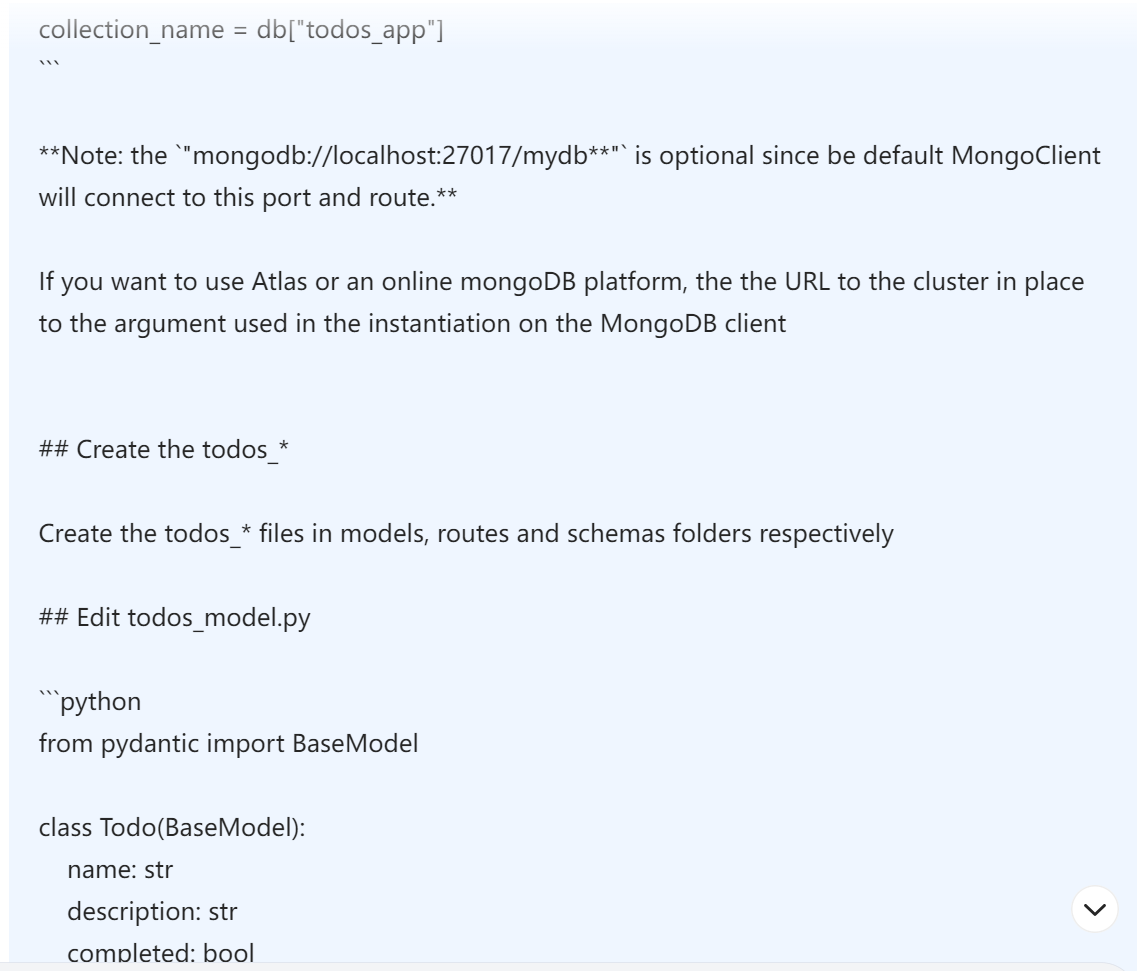 collection_name = db["todos_app"]
```
**Note: the `"mongodb://localhost:27017/mydb**"` is optional since be default MongoClient
will connect to this port and route.**
If you want to use Atlas or an online mongoDB platform, the the URL to the cluster in place
to the argument used in the instantiation on the MongoDB client
## Create the todos_*
Create the todos_* files in models, routes and schemas folders respectively
## Edit todos_model.py
```python
from pydantic import BaseModel
class Todo(BaseModel):
    name: str
    description: str
    completed: bool